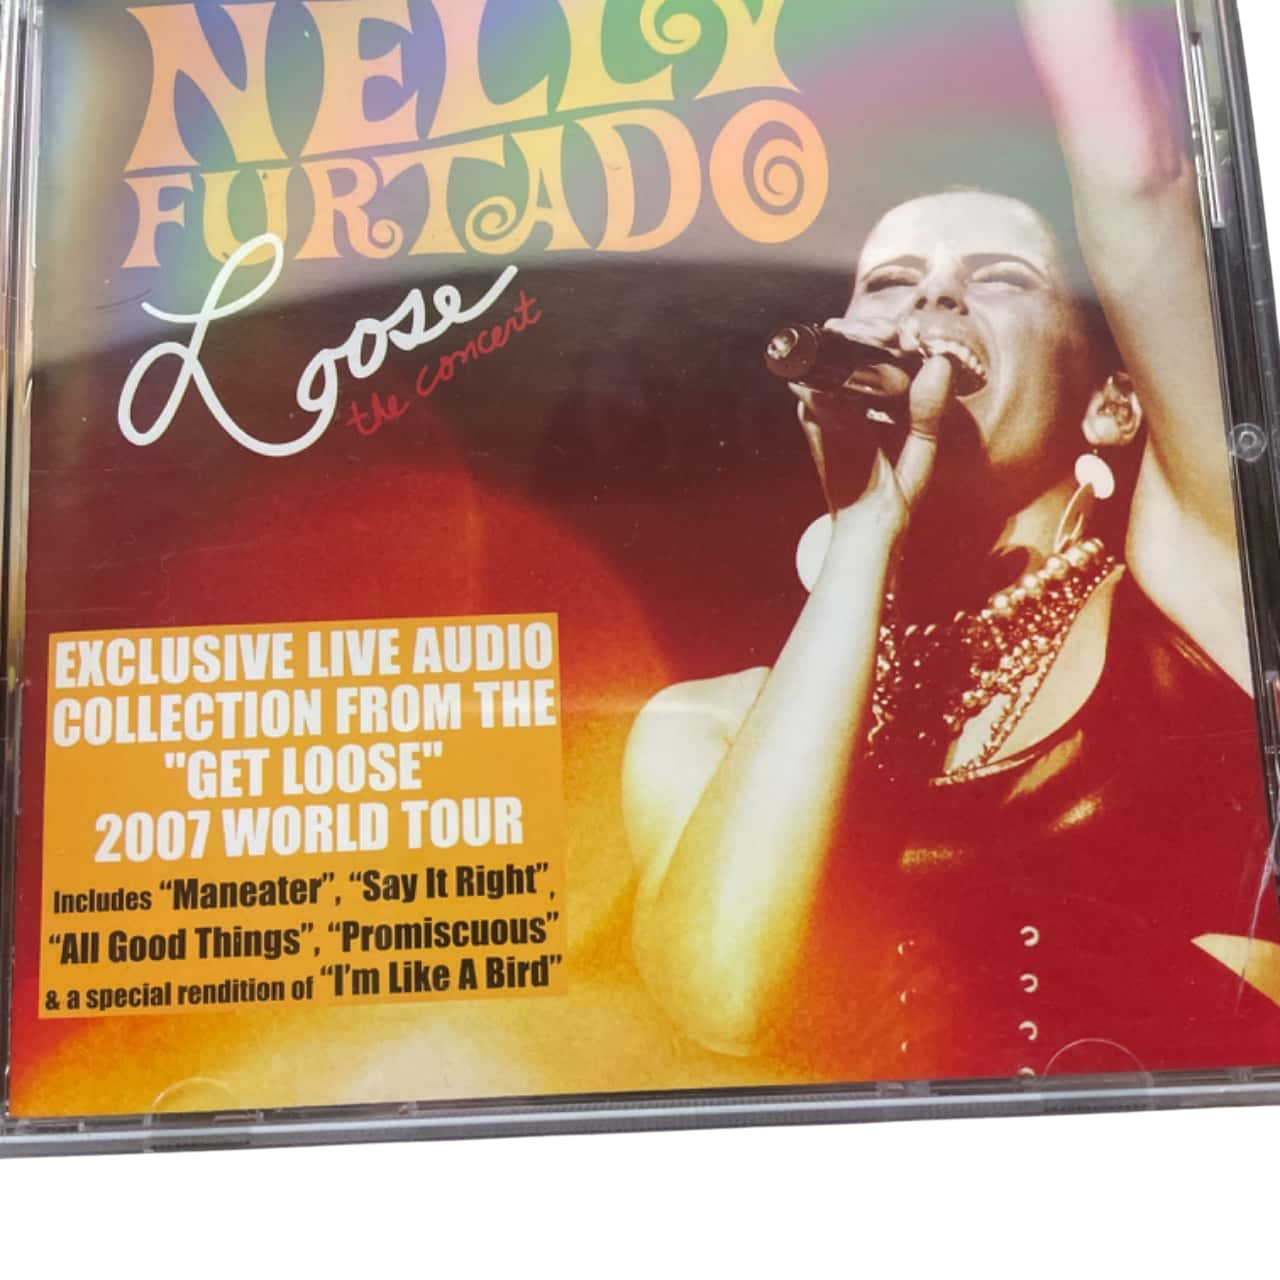 NELLY
FURTADO
Loose
the concert
EXCLUSIVE LIVE AUDIO
COLLECTION FROM THE
"GET LOOSE"
2007 WORLD TOUR
Includes “Maneater”, “Say It Right”,
“All Good Things”, “Promiscuous”
& a special rendition of “I’m Like A Bird”